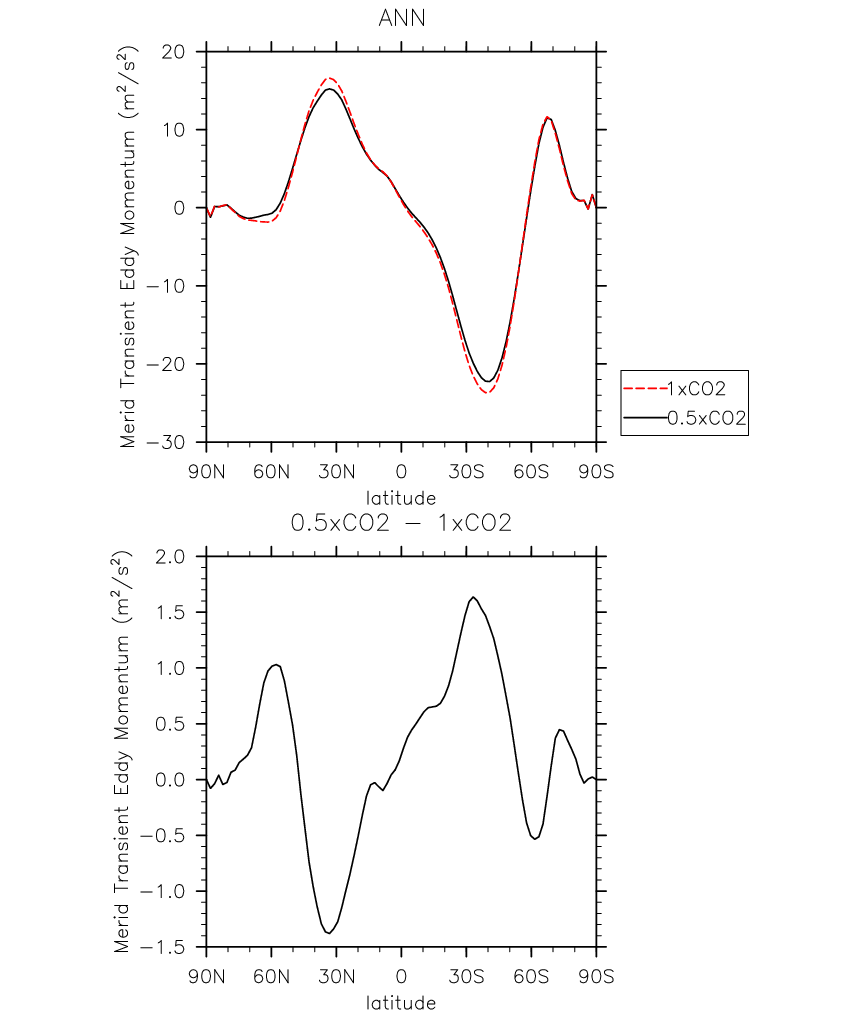 ANN
Merid Transient Eddy Momentum (m²/s²)
20
10
0
−10
−20
−30
90N 60N 30N 0 30S 60S 90S
latitude
1xCO2
0.5xCO2
0.5xCO2 − 1xCO2
Merid Transient Eddy Momentum (m²/s²)
2.0
1.5
1.0
0.5
0.0
−0.5
−1.0
−1.5
90N 60N 30N 0 30S 60S 90S
latitude